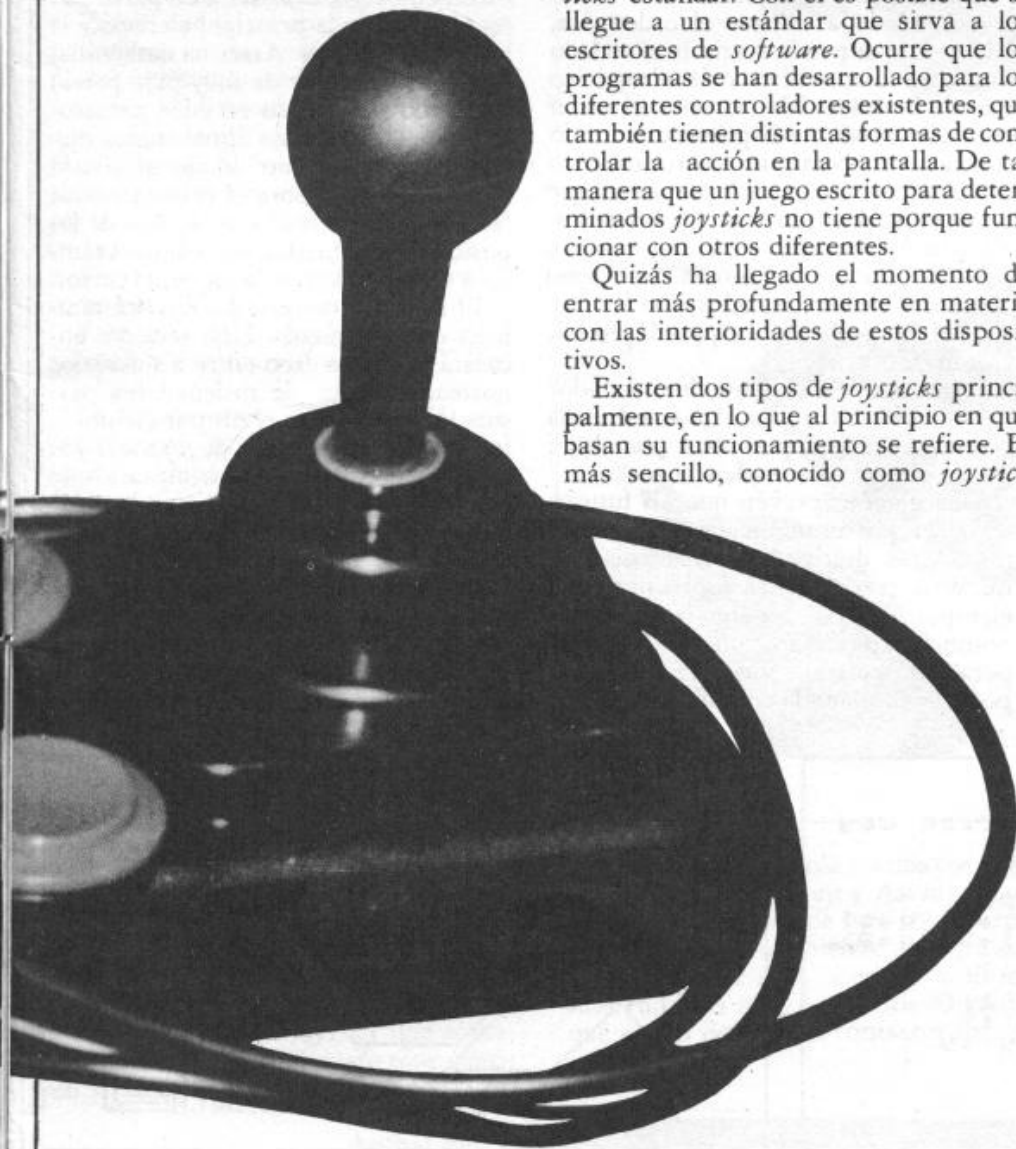 llegue a un estándar que sirva a lo
escritores de software. Ocurre que lo
programas se han desarrollado para lo
diferentes controladores existentes, qu
también tienen distintas formas de con
trolar la acción en la pantalla. De ta
manera que un juego escrito para deter
minados joysticks no tiene porque fun
cionar con otros diferentes.
Quizás ha llegado el momento d
entrar más profundamente en materi
con las interioridades de estos disposi
tivos.
Existen dos tipos de joysticks princi
palmente, en lo que al principio en qu
basan su funcionamiento se refiere. E
más sencillo, conocido como joystic